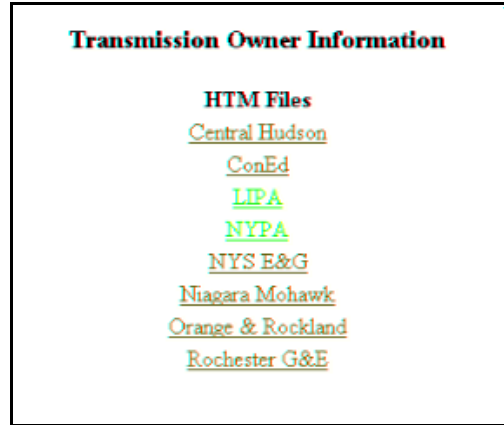 Transmission Owner Information
HTM Files
Central Hudson
ConEd
LIPA
NYPA
NYS E&G
Niagara Mohawk
Orange & Rockland
Rochester G&E